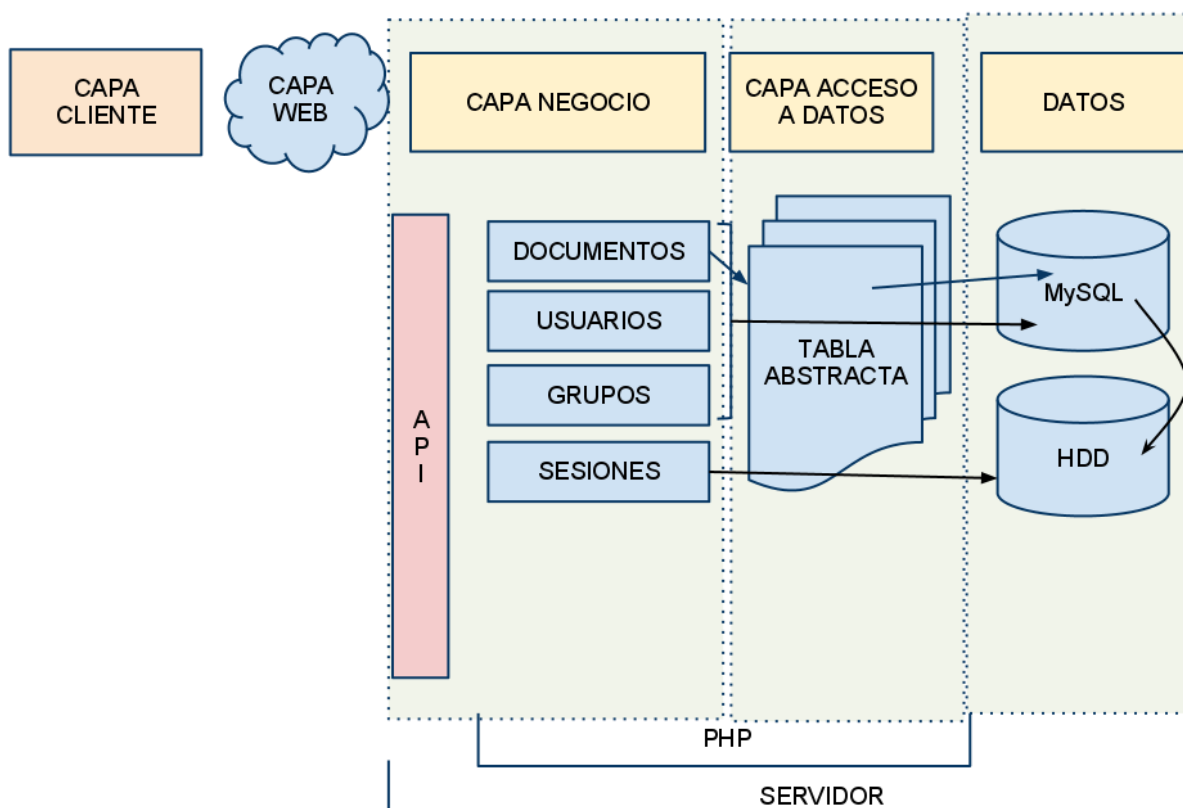 CAPA
CLIENTE
CAPA
WEB
CAPA NEGOCIO
CAPA ACCESO
A DATOS
DATOS
A
P
I
DOCUMENTOS
USUARIOS
GRUPOS
SESIONES
TABLA
ABSTRACTA
MySQL
HDD
PHP
SERVIDOR